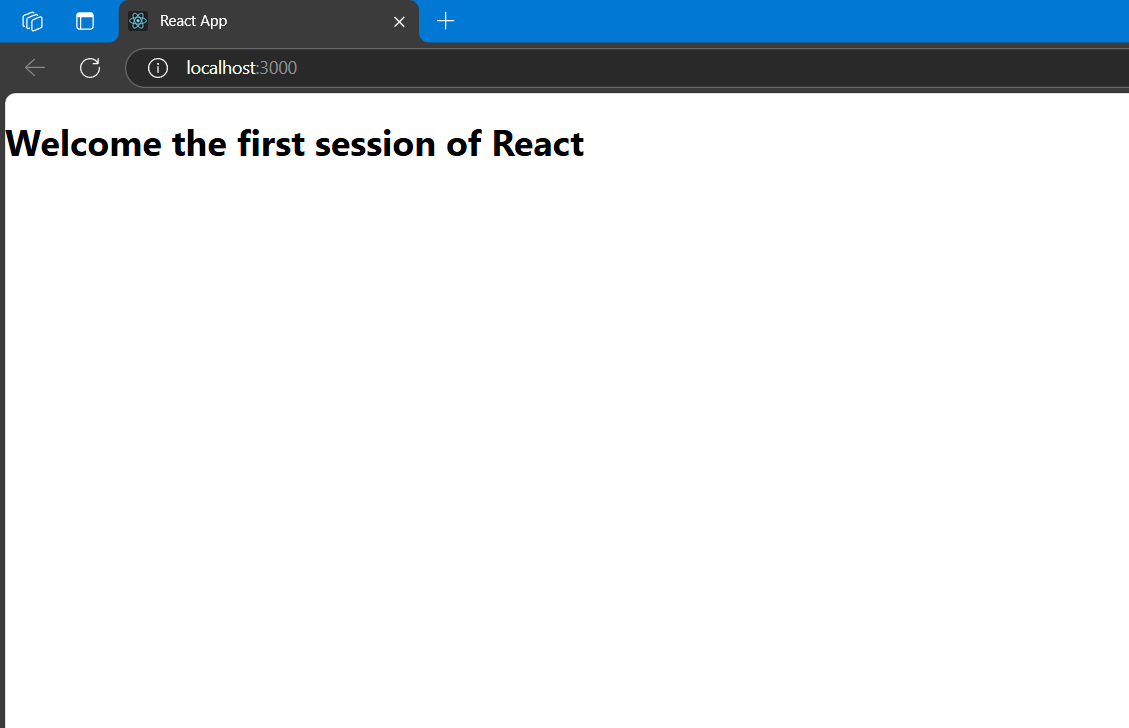 React App
localhost:3000
Welcome the first session of React